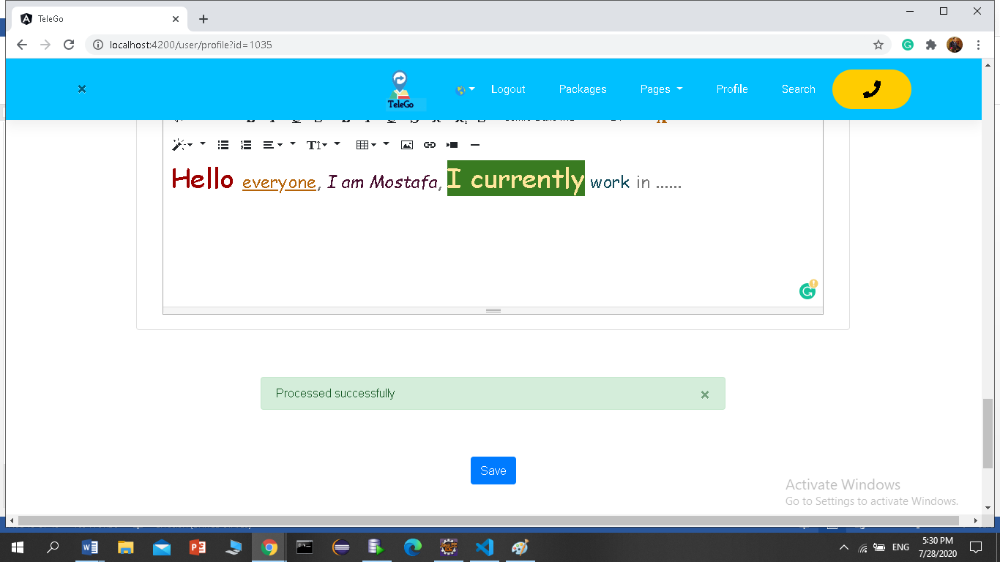 TeleGo
localhost:4200/user/profile?id=1035
TeleGo
Logout Packages Pages Profile Search
Hello everyone, I am Mostafa, I currently work in ......
Processed successfully
Save
Activate Windows
Go to Settings to activate Windows.
ENG
5:30 PM
7/28/2020